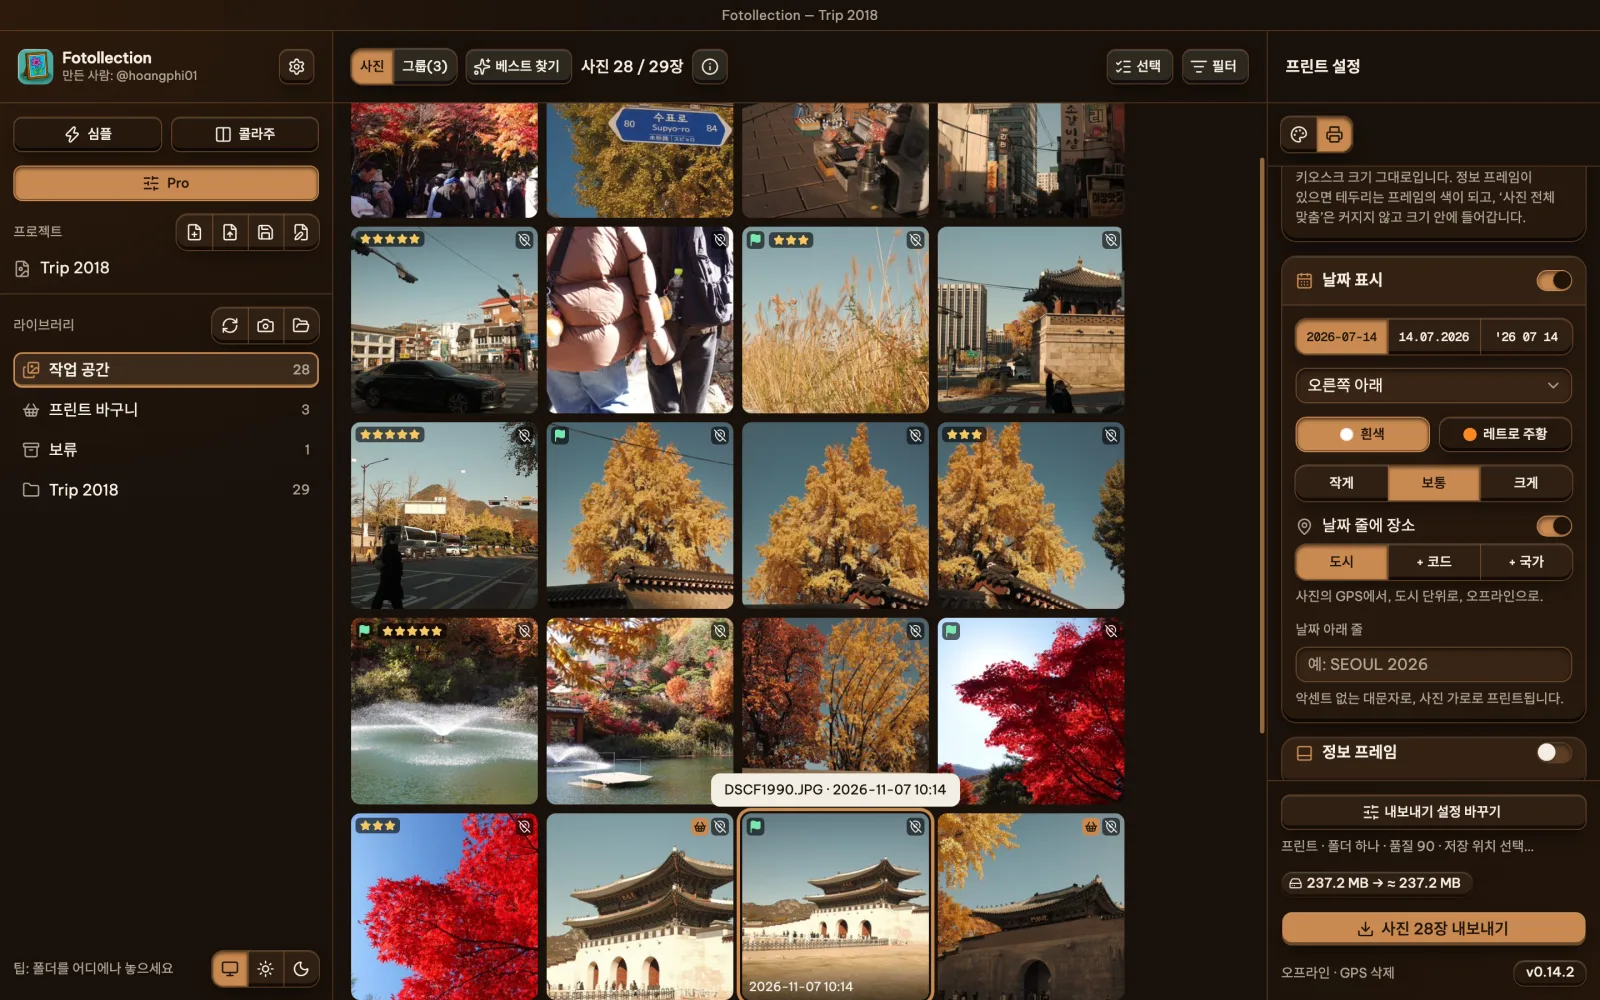 Fotollection — Trip 2018
Fotollection
만든 사람: @hoangphi01
심플
콜라주
Pro
프로젝트
Trip 2018
라이브러리
작업 공간 28
프린트 바구니 3
보류 1
Trip 2018 29
팁: 폴더를 어디에나 놓으세요
사진
그룹(3)
베스트 찾기
사진 28 / 29장
선택
필터
80 수표로 84
Supyo-ro
DSCF1990.JPG · 2026-11-07 10:14
2026-11-07 10:14
프린트 설정
키오스크 크기 그대로입니다. 정보 프레임이
있으면 테두리는 프레임의 색이 되고, ‘사진 전체
맞춤’은 커지지 않고 크기 안에 들어갑니다.
날짜 표시
2026-07-14
14.07.2026
'26 07 14
오른쪽 아래
흰색
레트로 주황
작게
보통
크게
날짜 줄에 장소
도시
+ 코드
+ 국가
사진의 GPS에서, 도시 단위로, 오프라인으로.
날짜 아래 줄
예: SEOUL 2026
악센트 없는 대문자로, 사진 가로로 프린트됩니다.
정보 프레임
내보내기 설정 바꾸기
프린트 · 폴더 하나 · 품질 90 · 저장 위치 선택...
237.2 MB → ≈ 237.2 MB
사진 28장 내보내기
오프라인 · GPS 삭제
v0.14.2